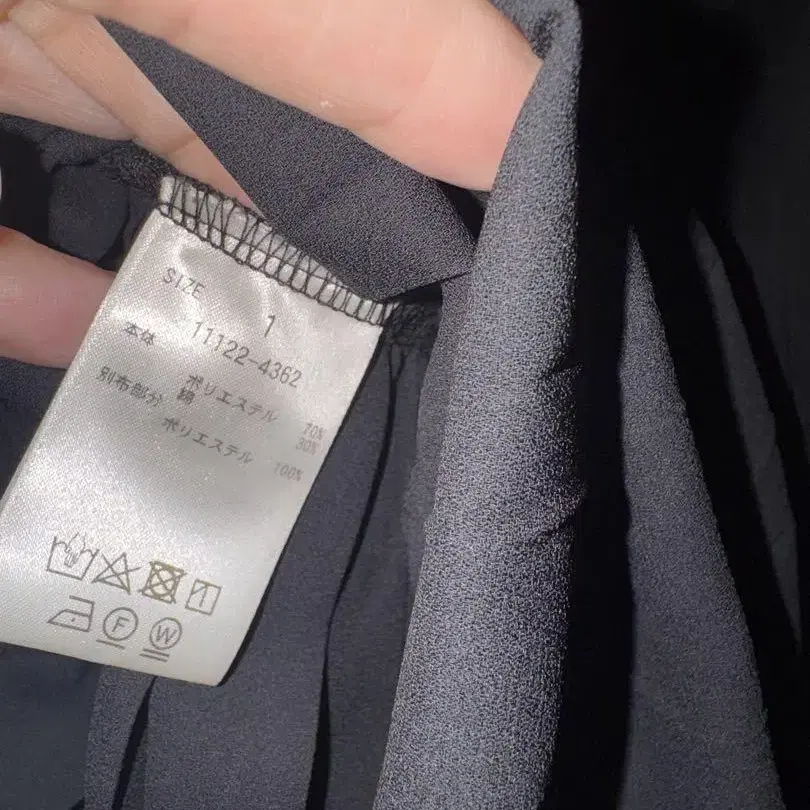 SIZE 1
11122-4362
本体 ポリエステル 70%
綿 30%
別布部分 ポリエステル 100%
F W